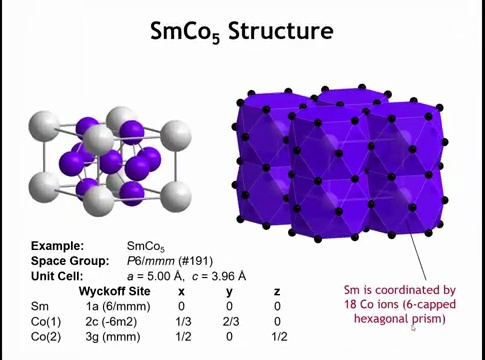 SmCo₅ Structure
Example: SmCo₅
Space Group: P6/mmm (#191)
Unit Cell: a = 5.00 Å, c = 3.96 Å
Wyckoff Site x y z
Sm 1a (6/mmm) 0 0 0
Co(1) 2c (-6m2) 1/3 2/3 0
Co(2) 3g (mmm) 1/2 0 1/2
Sm is coordinated by
18 Co ions (6-capped
hexagonal prism)